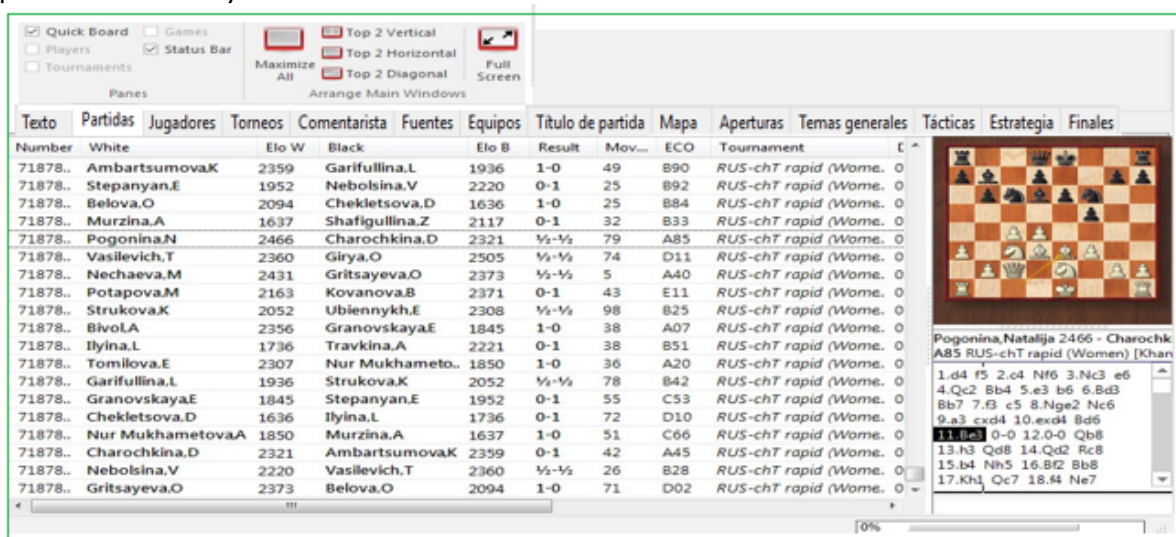 Quick Board Games Top 2 Vertical
Players Status Bar Top 2 Horizontal
Tournaments Maximize All Top 2 Diagonal Full Screen
Panes Arrange Main Windows
Texto Partidas Jugadores Torneos Comentarista Fuentes Equipos Título de partida Mapa Aperturas Temas generales Tácticas Estrategia Finales
Number White Elo W Black Elo B Result Mov... ECO Tournament
71878.. Ambartsumova,K 2359 Garifullina,L 1936 1-0 49 B90 RUS-chT rapid (Wome. 0
71878.. Stepanyan,E 1952 Nebolsina,V 2220 0-1 25 B92 RUS-chT rapid (Wome. 0
71878.. Belova,O 2094 Chekletsova,D 1636 1-0 25 B84 RUS-chT rapid (Wome. 0
71878.. Murzina,A 1637 Shafigullina,Z 2117 0-1 32 B33 RUS-chT rapid (Wome. 0
71878.. Pogonina,N 2466 Charochkina,D 2321 ½-½ 79 A85 RUS-chT rapid (Wome. 0
71878.. Vasilevich,T 2360 Girya,O 2505 ½-½ 74 D11 RUS-chT rapid (Wome. 0
71878.. Nechaeva,M 2431 Gritsayeva,O 2373 ½-½ 5 A40 RUS-chT rapid (Wome. 0
71878.. Potapova,M 2163 Kovanova,B 2371 0-1 43 E11 RUS-chT rapid (Wome. 0
71878.. Strukova,K 2052 Ubiennykh,E 2308 ½-½ 98 B25 RUS-chT rapid (Wome. 0
71878.. Bivol,A 2356 Granovskaya,E 1845 1-0 38 A07 RUS-chT rapid (Wome. 0
71878.. Ilyina,L 1736 Travkina,A 2221 0-1 38 B51 RUS-chT rapid (Wome. 0
71878.. Tomilova,E 2307 Nur Mukhameto.. 1850 1-0 36 A20 RUS-chT rapid (Wome. 0
71878.. Garifullina,L 1936 Strukova,K 2052 ½-½ 78 B42 RUS-chT rapid (Wome. 0
71878.. Granovskaya,E 1845 Stepanyan,E 1952 0-1 55 C53 RUS-chT rapid (Wome. 0
71878.. Chekletsova,D 1636 Ilyina,L 1736 0-1 72 D10 RUS-chT rapid (Wome. 0
71878.. Nur Mukhametova,A 1850 Murzina,A 1637 1-0 51 C66 RUS-chT rapid (Wome. 0
71878.. Charochkina,D 2321 Ambartsumova,K 2359 0-1 42 A45 RUS-chT rapid (Wome. 0
71878.. Nebolsina,V 2220 Vasilevich,T 2360 ½-½ 26 B28 RUS-chT rapid (Wome. 0
71878.. Gritsayeva,O 2373 Belova,O 2094 1-0 71 D02 RUS-chT rapid (Wome. 0
Pogonina,Natalija 2466 - Charochk
A85 RUS-chT rapid (Women) [Khan
1.d4 f5 2.c4 Nf6 3.Nc3 e6
4.Qc2 Bb4 5.e3 b6 6.Bd3
Bb7 7.f3 c5 8.Nge2 Nc6
9.a3 cxd4 10.exd4 Bd6
11.Be3 0-0 12.0-0 Qb8
13.h3 Qd8 14.Qd2 Rc8
15.b4 Nh5 16.Bf2 Bb8
17.Kh1 Qc7 18.f4 Ne7
0%